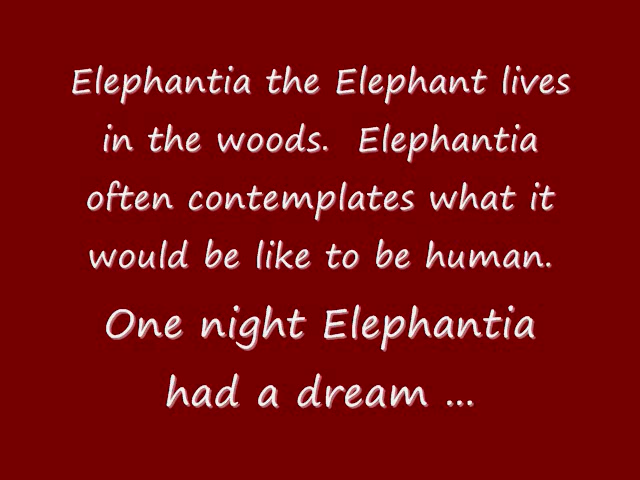 Elephantia the Elephant lives
in the woods.  Elephantia
often contemplates what it
would be like to be human.
One night Elephantia
had a dream ...